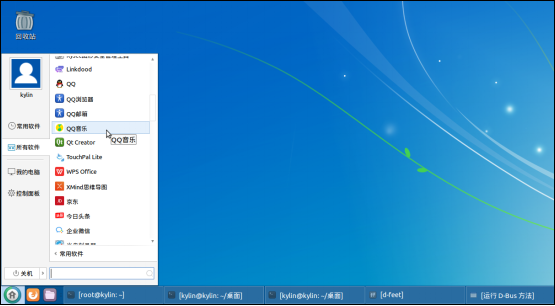 回收站
kylin
常用软件
所有软件
我的电脑
控制面板
关机
Linkdood
QQ
QQ浏览器
QQ邮箱
QQ音乐
QQ音乐
Qt Creator
TouchPal Lite
WPS Office
XMind思维导图
京东
今日头条
企业微信
常用软件
[root@kylin: ~]
[kylin@kylin: ~/桌面]
[kylin@kylin: ~/桌面]
[d-feet]
[运行 D-Bus 方法]